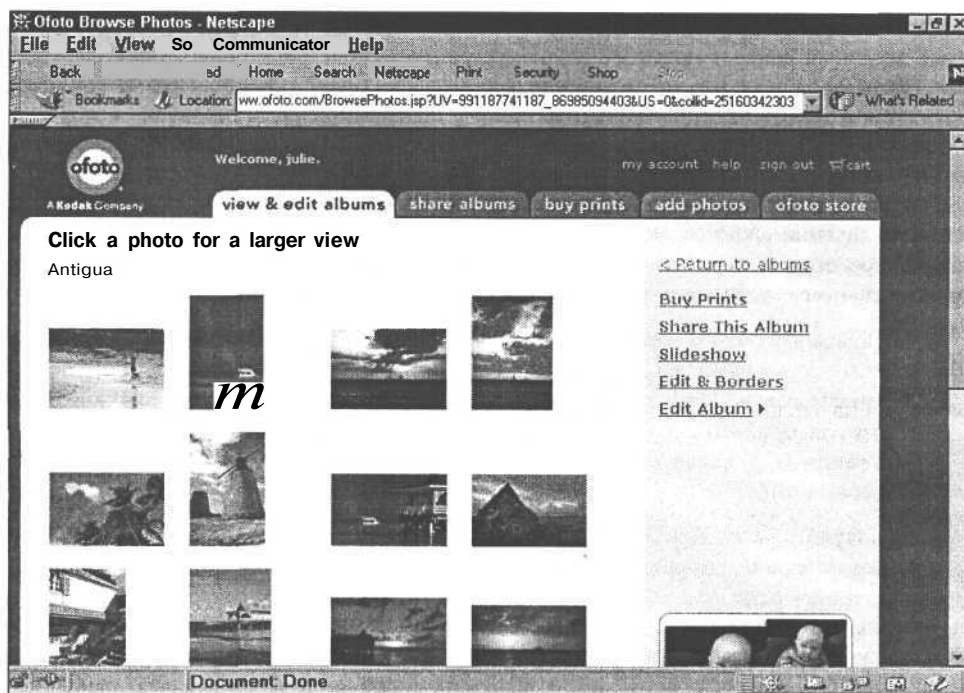 Ofoto Browse Photos - Netscape
Elle Edit View So Communicator Help
Back ed Home Search Netscape Print Security Shop Stop
Bookmarks Location: ww.ofoto.com/BrowsePhotos.jsp?UV=991187741187_86985094403&US=0&collid=25160342303 What's Related
ofoto
A Kodak Company
Welcome, julie.
my account help sign out cart
view & edit albums share albums buy prints add photos ofoto store
Click a photo for a larger view
Antigua
< Return to albums
Buy Prints
Share This Album
Slideshow
Edit & Borders
Edit Album
m
Document: Done